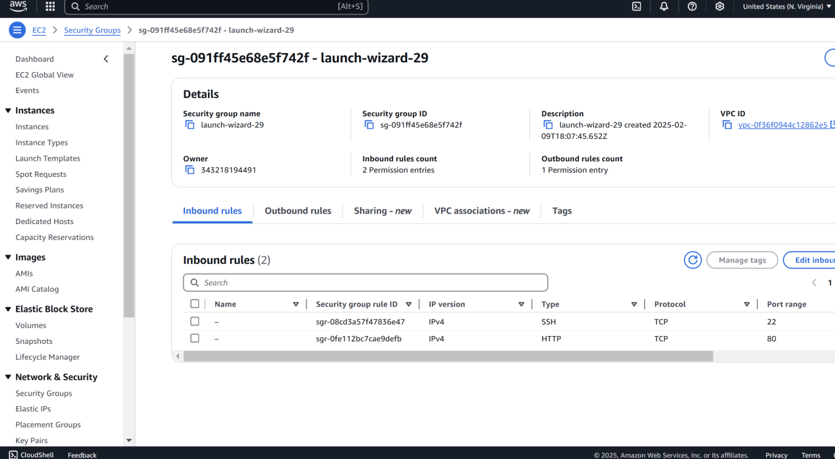 aws
Search [Alt+S]
United States (N. Virginia)
EC2 Security Groups sg-091ff45e68e5f742f - launch-wizard-29
Dashboard
EC2 Global View
Events
Instances
Instances
Instance Types
Launch Templates
Spot Requests
Savings Plans
Reserved Instances
Dedicated Hosts
Capacity Reservations
Images
AMIs
AMI Catalog
Elastic Block Store
Volumes
Snapshots
Lifecycle Manager
Network & Security
Security Groups
Elastic IPs
Placement Groups
Key Pairs
sg-091ff45e68e5f742f - launch-wizard-29
Details
Security group name
launch-wizard-29
Security group ID
sg-091ff45e68e5f742f
Description
launch-wizard-29 created 2025-02-
09T18:07:45.652Z
VPC ID
vpc-0f36f0944c12862e5
Owner
343218194491
Inbound rules count
2 Permission entries
Outbound rules count
1 Permission entry
Inbound rules Outbound rules Sharing - new VPC associations - new Tags
Inbound rules (2)
Manage tags Edit inbou
Search
1
Name Security group rule ID IP version Type Protocol Port range
– sgr-08cd3a57f47836e47 IPv4 SSH TCP 22
– sgr-0fe112bc7cae9defb IPv4 HTTP TCP 80
CloudShell Feedback © 2025, Amazon Web Services, Inc. or its affiliates. Privacy Terms